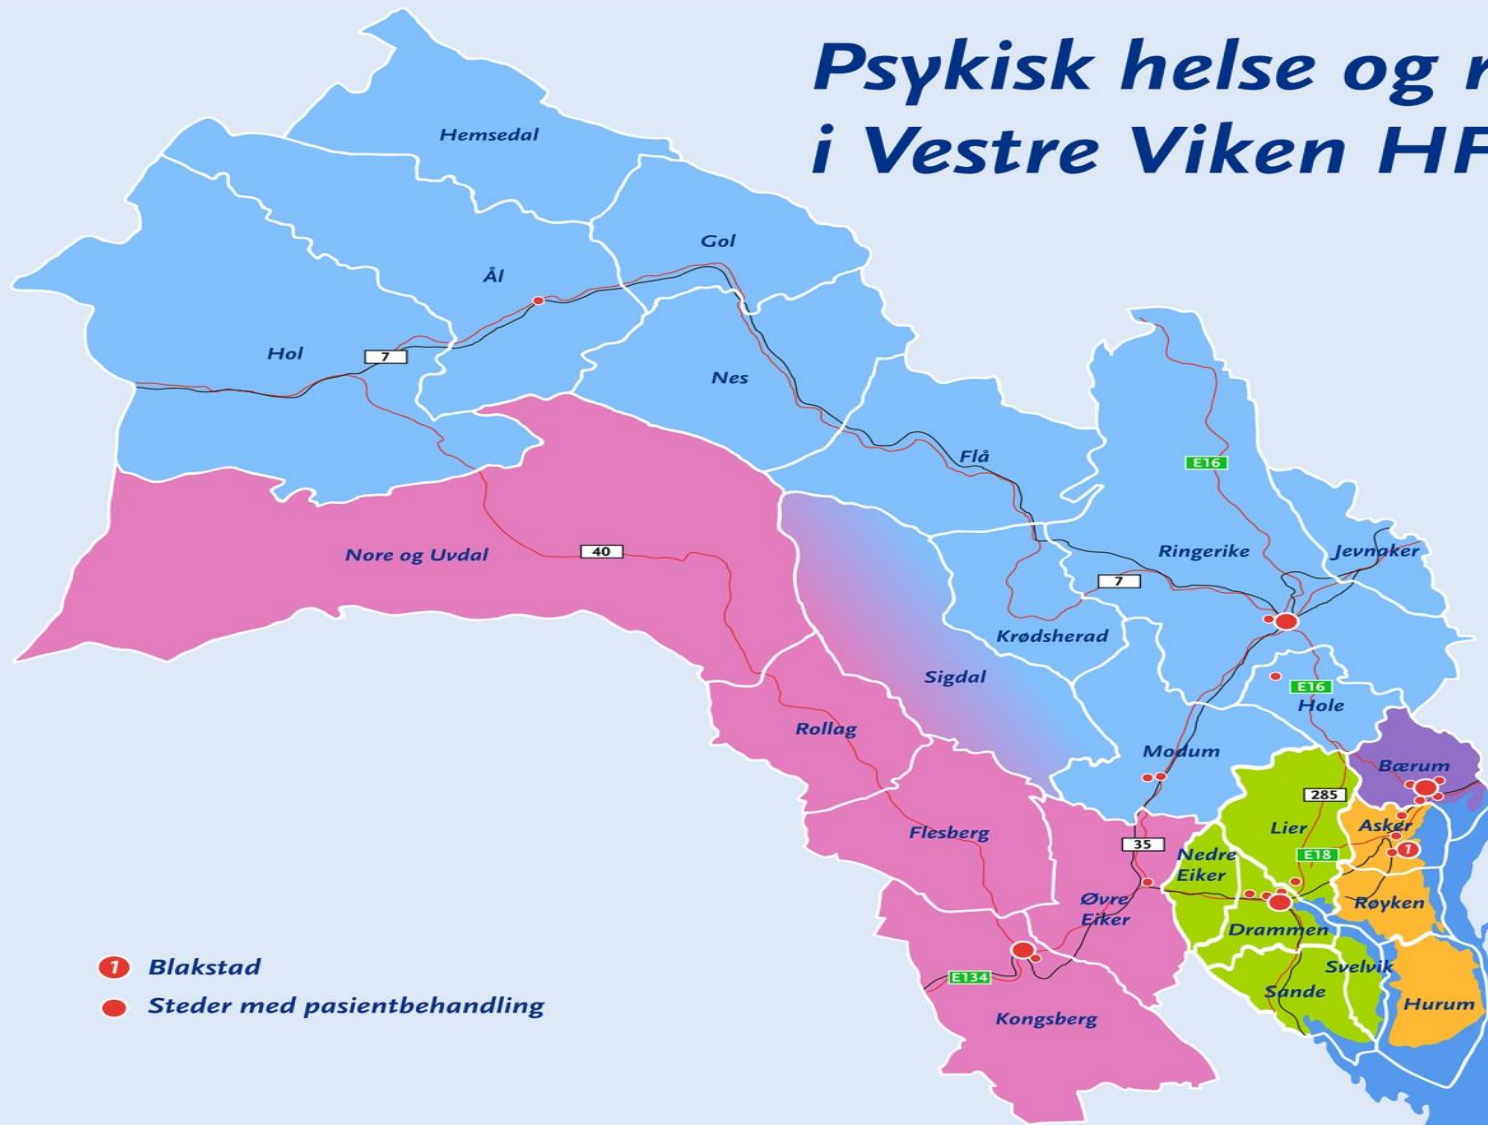 Psykisk helse og
i Vestre Viken HF
Hemsedal
Gol
Ål
Hol
7
Nes
Flå
E16
Nore og Uvdal
40
Ringerike
Jevnaker
7
Krødsherad
Sigdal
E16
Hole
Rollag
Modum
Bærum
285
Lier
Asker
Flesberg
35
Nedre
Eiker
E18
1
Øvre
Eiker
Røyken
Drammen
Svelvik
Sande
Hurum
E134
Kongsberg
1 Blakstad
Steder med pasientbehandling